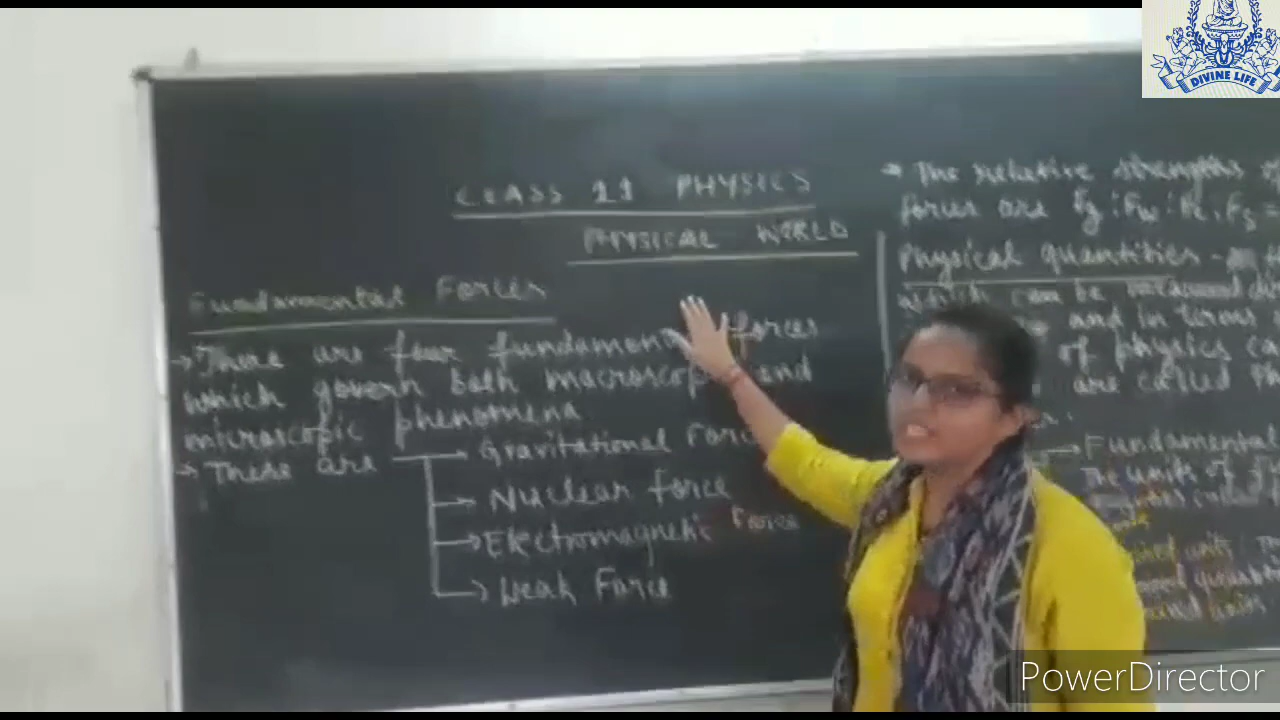 DIVINE LIFE
CLASS 11 PHYSICS
PHYSICAL WORLD
Fundamental Forces
→ There are four fundamental forces
which govern both macroscopic and
microscopic phenomena
→ These are
Gravitational Force
→ Nuclear force
→ Electromagnetic Force
→ Weak Force
→ The relative strengths of
forces are Fg : Fw : FE : Fs =
Physical quantities -
which can be measured
and in terms
of physics
are called
→ Fundamental
The units of
units
PowerDirector